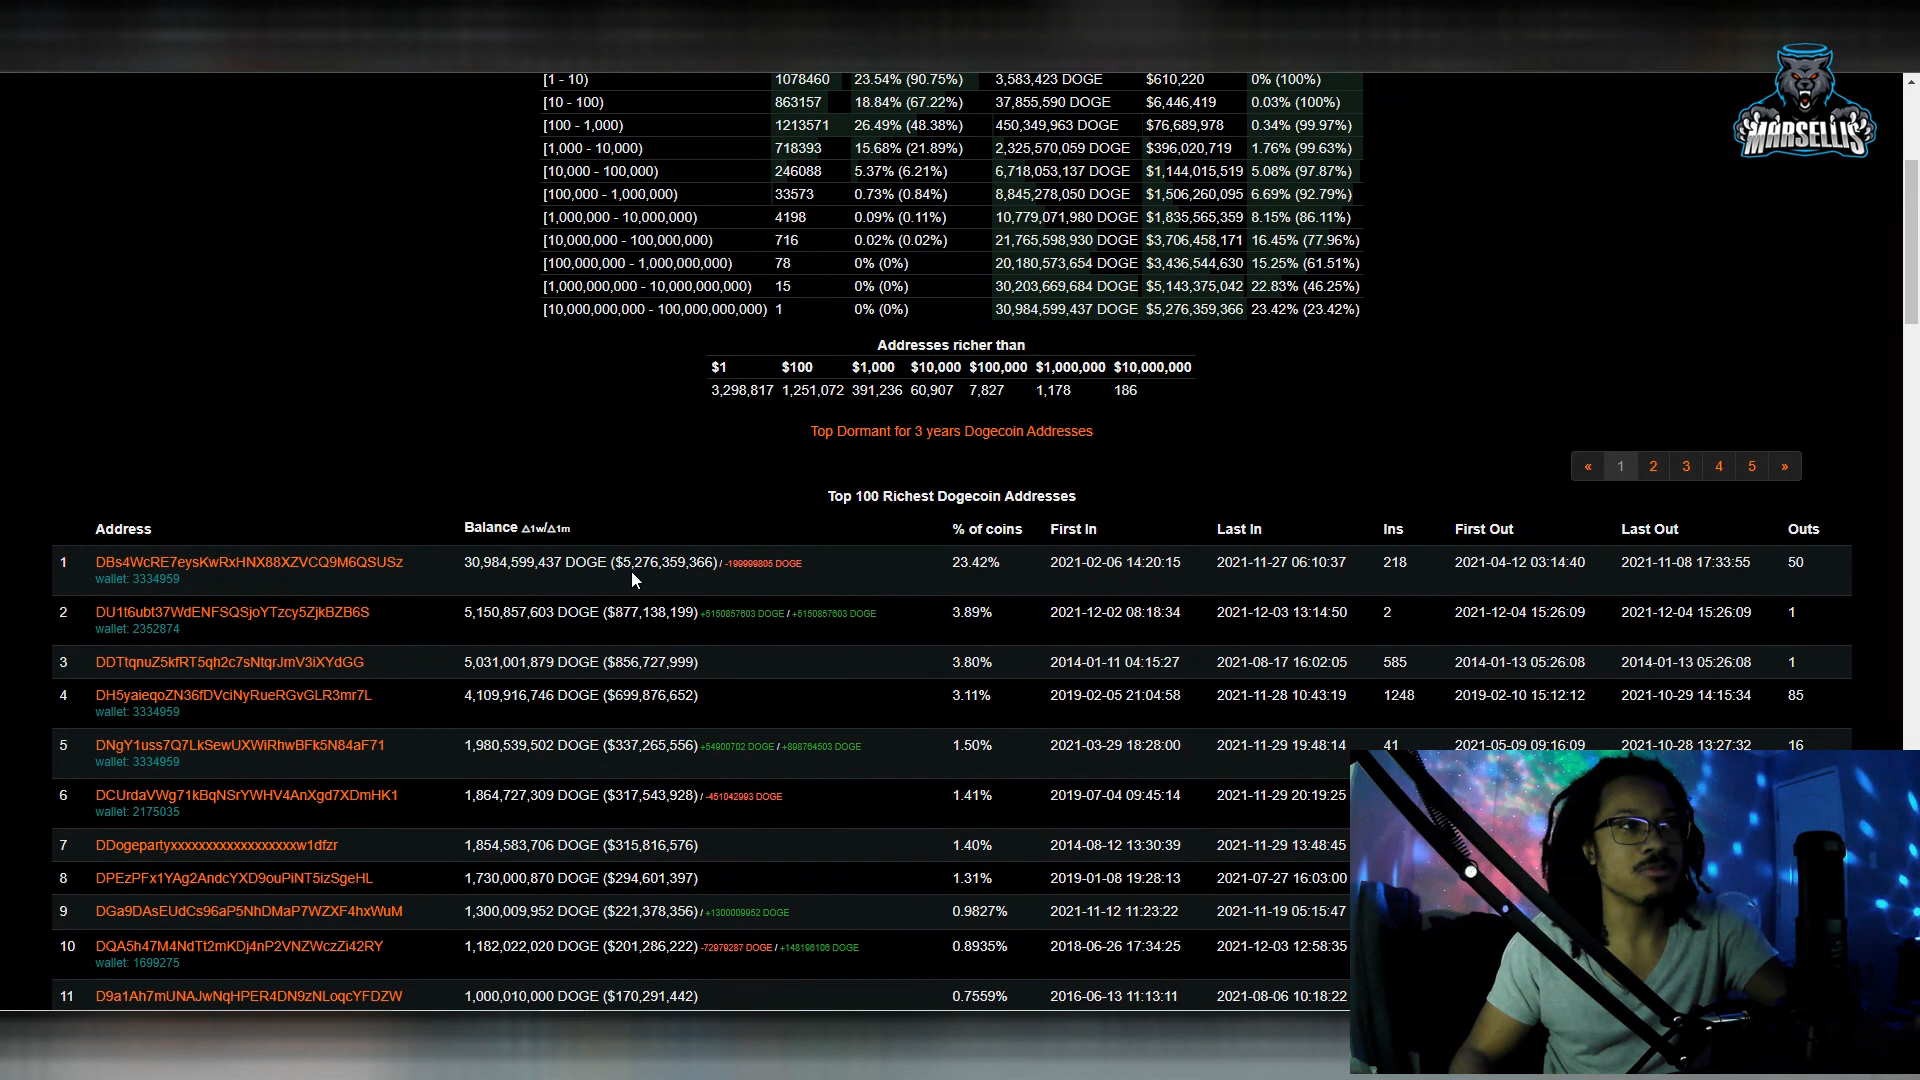 [1 - 10) 1078460 23.54% (90.75%) 3,583,423 DOGE $610,220 0% (100%)
[10 - 100) 863157 18.84% (67.22%) 37,855,590 DOGE $6,446,419 0.03% (100%)
[100 - 1,000) 1213571 26.49% (48.38%) 450,349,963 DOGE $76,689,978 0.34% (99.97%)
[1,000 - 10,000) 718393 15.68% (21.89%) 2,325,570,059 DOGE $396,020,719 1.76% (99.63%)
[10,000 - 100,000) 246088 5.37% (6.21%) 6,718,053,137 DOGE $1,144,015,519 5.08% (97.87%)
[100,000 - 1,000,000) 33573 0.73% (0.84%) 8,845,278,050 DOGE $1,506,260,095 6.69% (92.79%)
[1,000,000 - 10,000,000) 4198 0.09% (0.11%) 10,779,071,980 DOGE $1,835,565,359 8.15% (86.11%)
[10,000,000 - 100,000,000) 716 0.02% (0.02%) 21,765,598,930 DOGE $3,706,458,171 16.45% (77.96%)
[100,000,000 - 1,000,000,000) 78 0% (0%) 20,180,573,654 DOGE $3,436,544,630 15.25% (61.51%)
[1,000,000,000 - 10,000,000,000) 15 0% (0%) 30,203,669,684 DOGE $5,143,375,042 22.83% (46.25%)
[10,000,000,000 - 100,000,000,000) 1 0% (0%) 30,984,599,437 DOGE $5,276,359,366 23.42% (23.42%)
MARSELLIS
Addresses richer than
$1 $100 $1,000 $10,000 $100,000 $1,000,000 $10,000,000
3,298,817 1,251,072 391,236 60,907 7,827 1,178 186
Top Dormant for 3 years Dogecoin Addresses
« 1 2 3 4 5 »
Top 100 Richest Dogecoin Addresses
Address Balance △1w/△1m % of coins First In Last In Ins First Out Last Out Outs
1 DBs4WcRE7eysKwRxHNX88XZVCQ9M6QSUSz 30,984,599,437 DOGE ($5,276,359,366) / -199999805 DOGE 23.42% 2021-02-06 14:20:15 2021-11-27 06:10:37 218 2021-04-12 03:14:40 2021-11-08 17:33:55 50
wallet: 3334959
2 DU1t6ubt37WdENFSQSjoYTzcy5ZjkBZB6S 5,150,857,603 DOGE ($877,138,199) +5150857603 DOGE / +5150857603 DOGE 3.89% 2021-12-02 08:18:34 2021-12-03 13:14:50 2 2021-12-04 15:26:09 2021-12-04 15:26:09 1
wallet: 2352874
3 DDTtqnuZ5kfRT5qh2c7sNtqrJmV3iXYdGG 5,031,001,879 DOGE ($856,727,999) 3.80% 2014-01-11 04:15:27 2021-08-17 16:02:05 585 2014-01-13 05:26:08 2014-01-13 05:26:08 1
4 DH5yaieqoZN36fDVciNyRueRGvGLR3mr7L 4,109,916,746 DOGE ($699,876,652) 3.11% 2019-02-05 21:04:58 2021-11-28 10:43:19 1248 2019-02-10 15:12:12 2021-10-29 14:15:34 85
wallet: 3334959
5 DNgY1uss7Q7LkSewUXWiRhwBFk5N84aF71 1,980,539,502 DOGE ($337,265,556) +54900702 DOGE / +898764503 DOGE 1.50% 2021-03-29 18:28:00 2021-11-29 19:48:14 41 2021-05-09 09:16:09 2021-10-28 13:27:32 16
wallet: 3334959
6 DCUrdaVWg71kBqNSrYWHV4AnXgd7XDmHK1 1,864,727,309 DOGE ($317,543,928) / -451042993 DOGE 1.41% 2019-07-04 09:45:14 2021-11-29 20:19:25
wallet: 2175035
7 DDogepartyxxxxxxxxxxxxxxxxxxw1dfzr 1,854,583,706 DOGE ($315,816,576) 1.40% 2014-08-12 13:30:39 2021-11-29 13:48:45
8 DPEzPFx1YAg2AndcYXD9ouPiNT5izSgeHL 1,730,000,870 DOGE ($294,601,397) 1.31% 2019-01-08 19:28:13 2021-07-27 16:03:00
9 DGa9DAsEUdCs96aP5NhDMaP7WZXF4hxWuM 1,300,009,952 DOGE ($221,378,356) / +1300009952 DOGE 0.9827% 2021-11-12 11:23:22 2021-11-19 05:15:47
10 DQA5h47M4NdTt2mKDj4nP2VNZWczZi42RY 1,182,022,020 DOGE ($201,286,222) -72979287 DOGE / +148196106 DOGE 0.8935% 2018-06-26 17:34:25 2021-12-03 12:58:35
wallet: 1699275
11 D9a1Ah7mUNAJwNqHPER4DN9zNLoqcYFDZW 1,000,010,000 DOGE ($170,291,442) 0.7559% 2016-06-13 11:13:11 2021-08-06 10:18:22